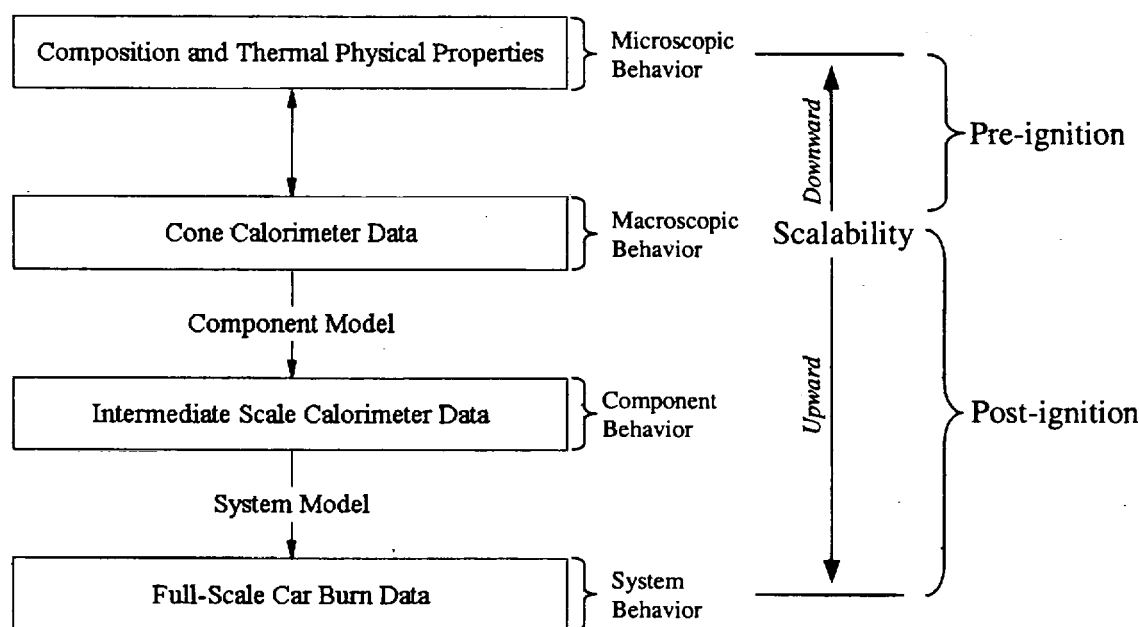 Composition and Thermal Physical Properties
Microscopic
Behavior
Downward
Pre-ignition
Cone Calorimeter Data
Macroscopic
Behavior
Scalability
Component Model
Upward
Intermediate Scale Calorimeter Data
Component
Behavior
Post-ignition
System Model
Full-Scale Car Burn Data
System
Behavior